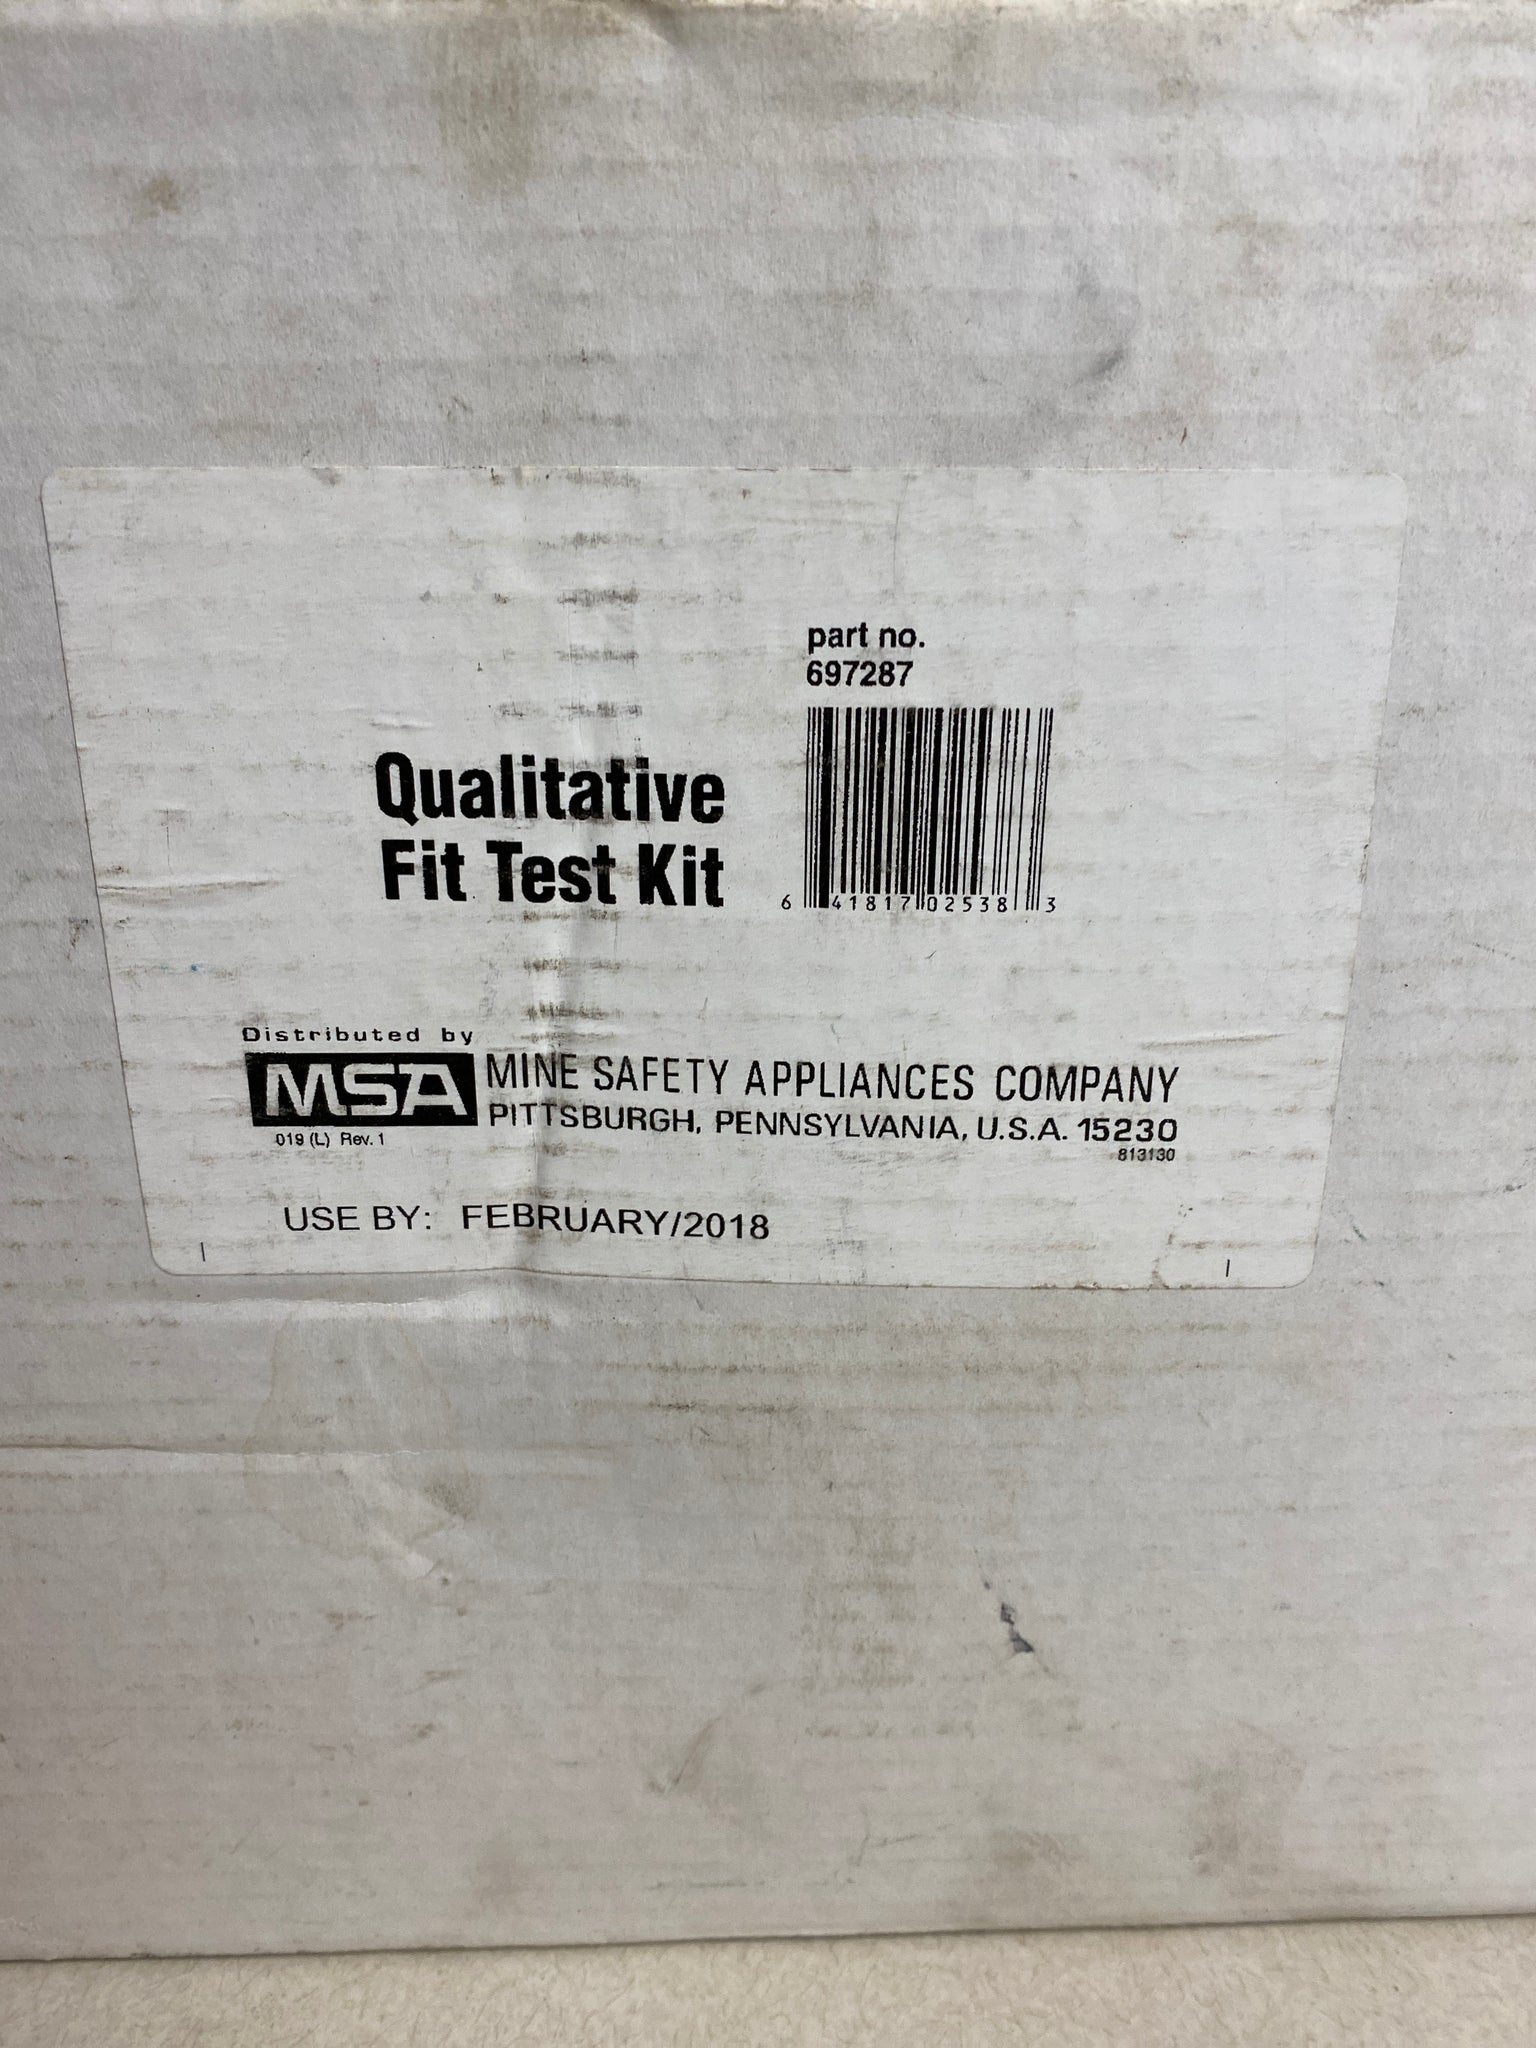 part no.
697287
Qualitative
Fit Test Kit
6 41817 02538 3
Distributed by
MSA MINE SAFETY APPLIANCES COMPANY
PITTSBURGH, PENNSYLVANIA, U.S.A. 15230
019 (L) Rev. 1
813130
USE BY: FEBRUARY/2018